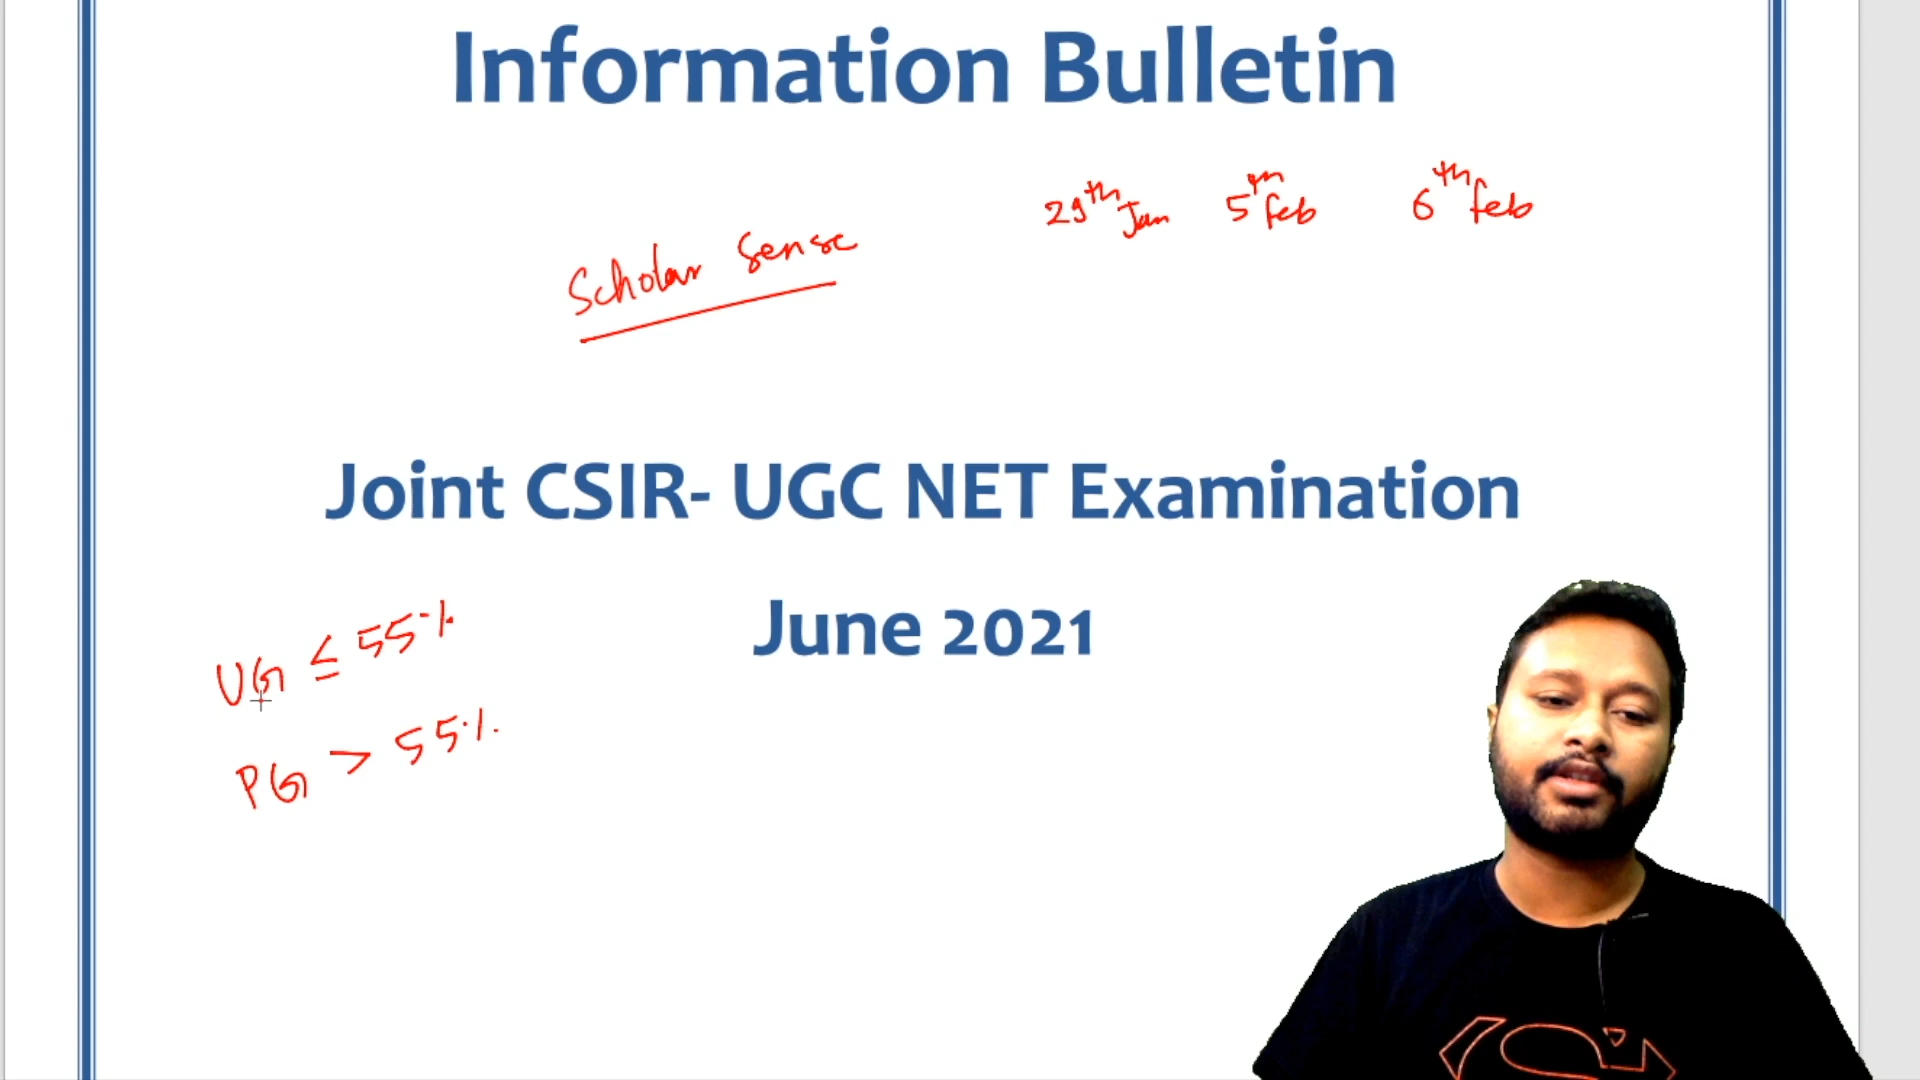 Information Bulletin
29th Jan 5th Feb 6th Feb
Scholar Sense
Joint CSIR- UGC NET Examination
June 2021
UG ≤ 55%
PG > 55%